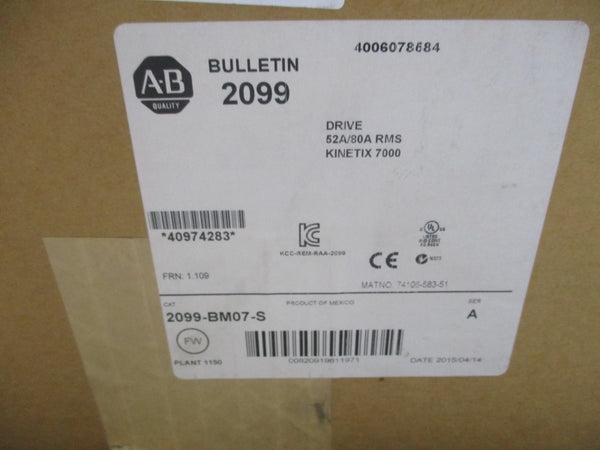 4006078684
A-B
QUALITY
BULLETIN
2099
DRIVE
52A/80A RMS
KINETIX 7000
*40974283*
KCC-REM-RAA-2099
FRN: 1.109
CE
MATNO. 74106-583-51
CAT
PRODUCT OF MEXICO
SER
2099-BM07-S
A
FW
PLANT 1150
DATE 2015/04/14